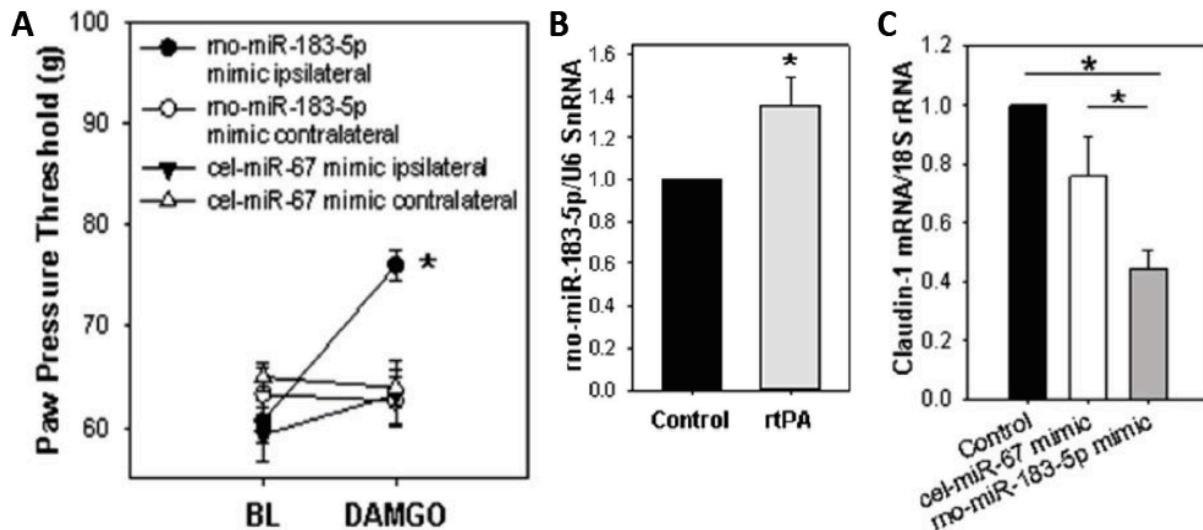 A
Paw Pressure Threshold (g)
100
90
80
70
60
rno-miR-183-5p
mimic ipsilateral
rno-miR-183-5p
mimic contralateral
cel-miR-67 mimic ipsilateral
cel-miR-67 mimic contralateral
*
BL
DAMGO
B
rno-miR-183-5p/U6 SnRNA
1.6
1.4
1.2
1.0
0.8
0.6
0.4
0.2
0.0
*
Control
rtPA
C
Claudin-1 mRNA/18S rRNA
1.2
1.0
0.8
0.6
0.4
0.2
0.0
*
*
Control
cel-miR-67 mimic
rno-miR-183-5p mimic